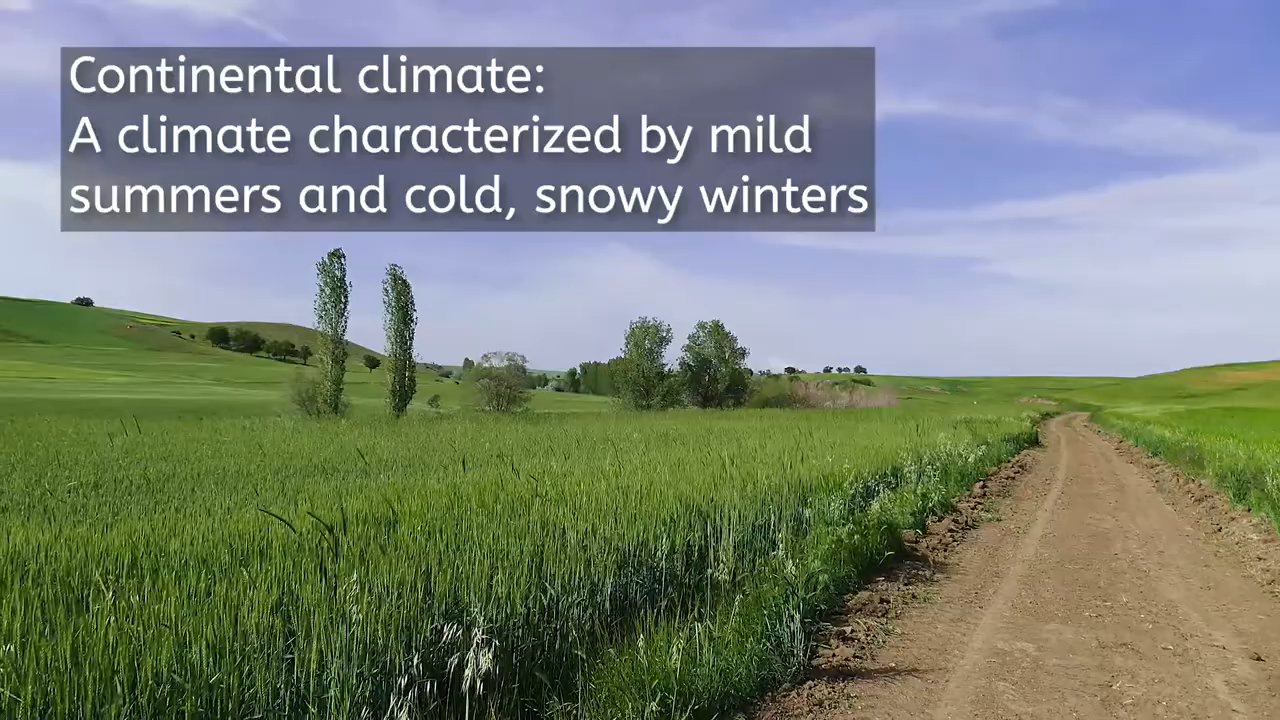 Continental climate:
A climate characterized by mild
summers and cold, snowy winters